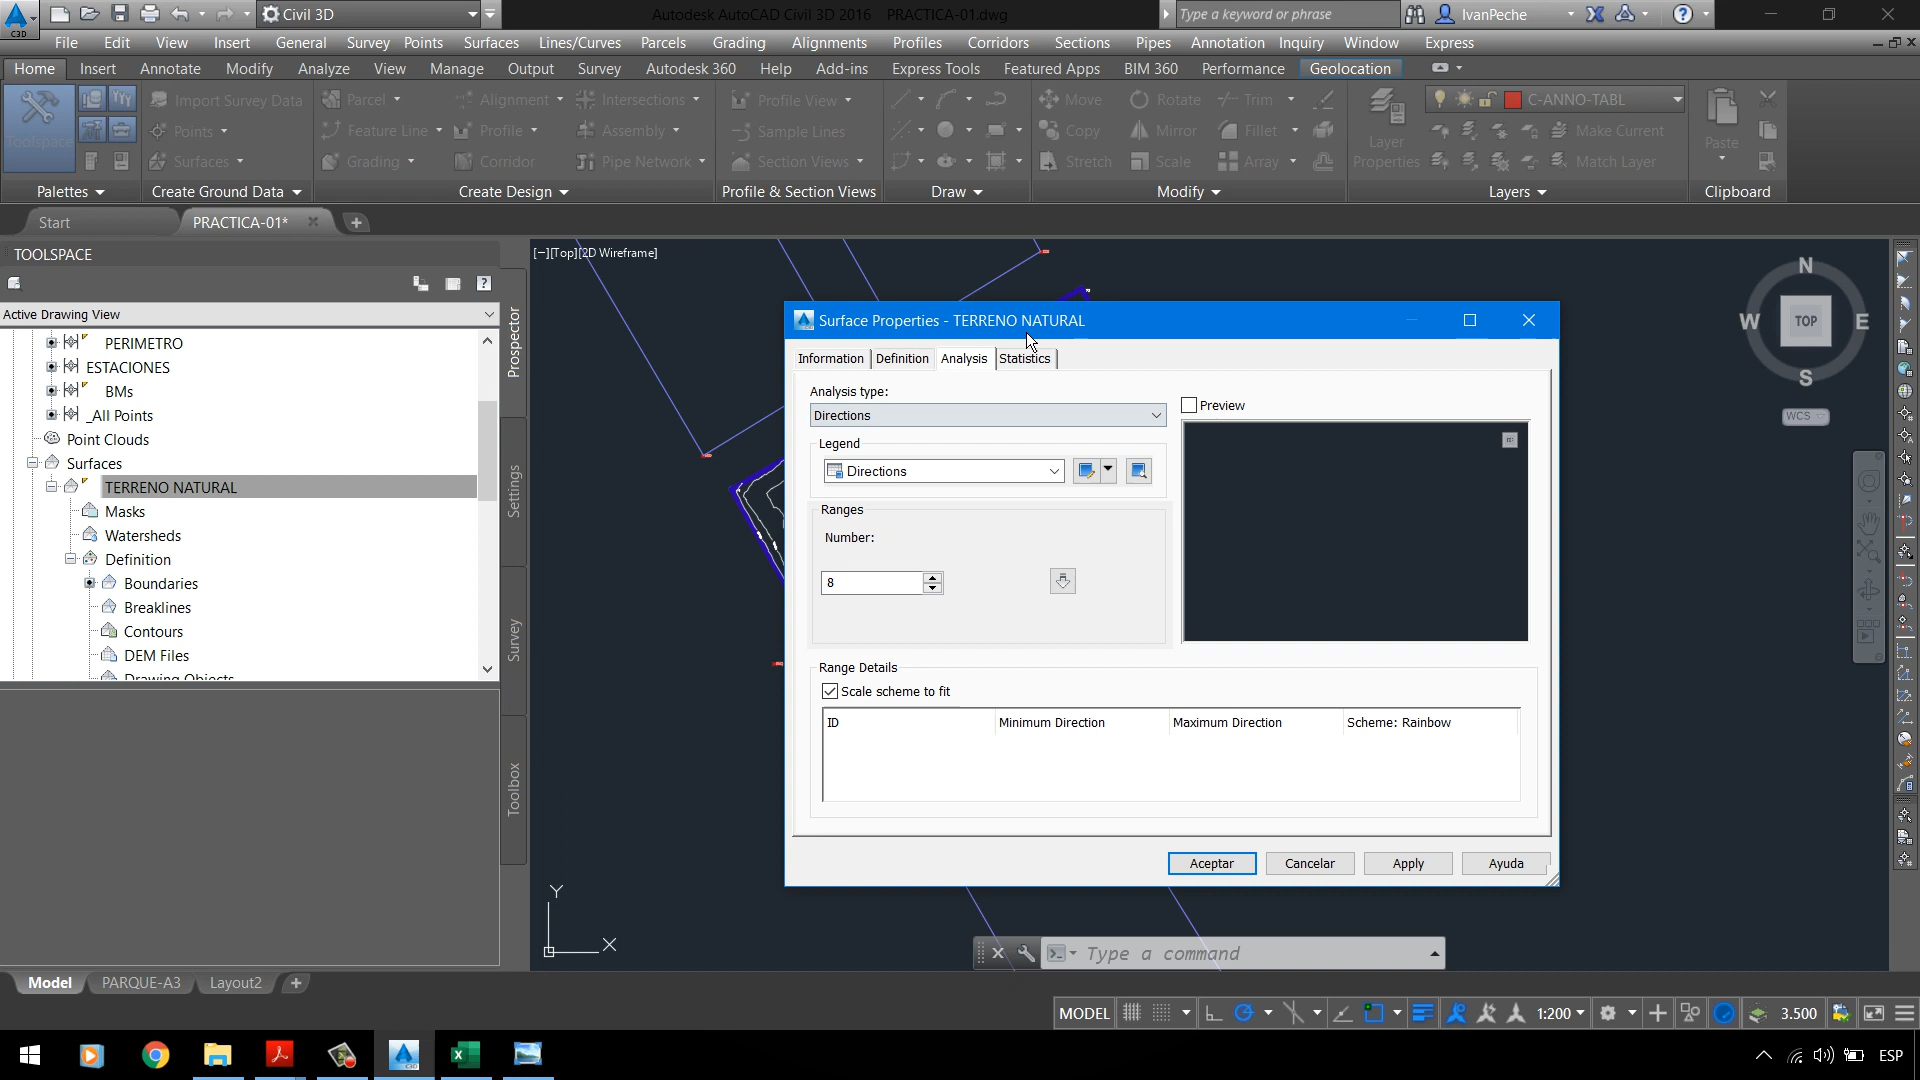 Civil 3D
Autodesk AutoCAD Civil 3D 2016 PRACTICA-01.dwg
Type a keyword or phrase
IvanPeche
C3D
File Edit View Insert General Survey Points Surfaces Lines/Curves Parcels Grading Alignments Profiles Corridors Sections Pipes Annotation Inquiry Window Express
Home Insert Annotate Modify Analyze View Manage Output Survey Autodesk 360 Help Add-ins Express Tools Featured Apps BIM 360 Performance Geolocation
Import Survey Data Parcel Alignment Intersections Profile View Move Rotate Trim C-ANNO-TABL
Toolspace Points Feature Line Profile Assembly Sample Lines Copy Mirror Fillet Layer Properties Make Current Paste
Surfaces Grading Corridor Pipe Network Section Views Stretch Scale Array Match Layer
Palettes Create Ground Data Create Design Profile & Section Views Draw Modify Layers Clipboard
Start PRACTICA-01*
TOOLSPACE
Active Drawing View
PERIMETRO
ESTACIONES
BMs
_All Points
Point Clouds
Surfaces
TERRENO NATURAL
Masks
Watersheds
Definition
Boundaries
Breaklines
Contours
DEM Files
Drawing Objects
Prospector
Settings
Survey
Toolbox
[−][Top][2D Wireframe]
N
W TOP E
S
WCS
Surface Properties - TERRENO NATURAL
Information Definition Analysis Statistics
Analysis type:
Directions
Preview
Legend
Directions
Ranges
Number:
8
Range Details
Scale scheme to fit
ID Minimum Direction Maximum Direction Scheme: Rainbow
Aceptar Cancelar Apply Ayuda
Y
X
Type a command
Model PARQUE-A3 Layout2
MODEL 1:200 3.500
ESP